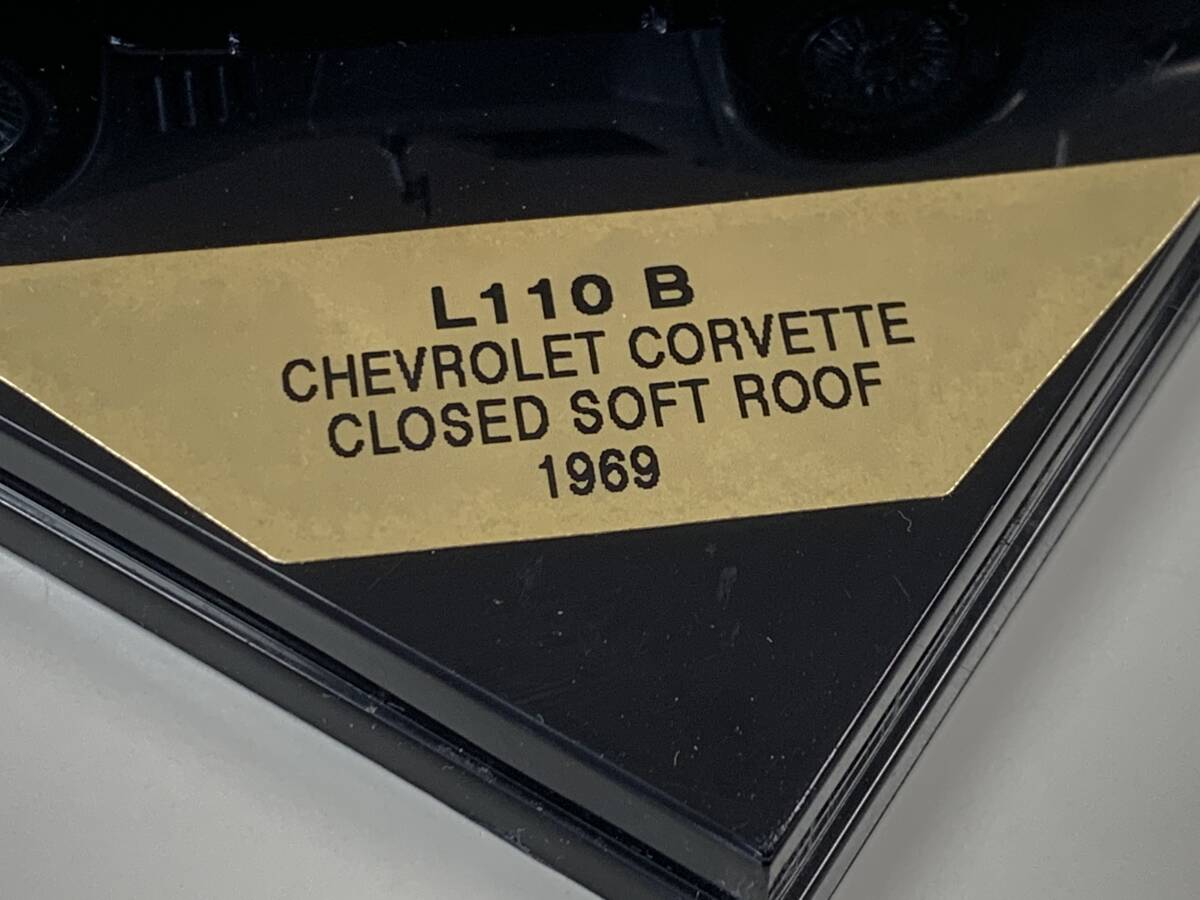 L110 B
CHEVROLET CORVETTE
CLOSED SOFT ROOF
1969